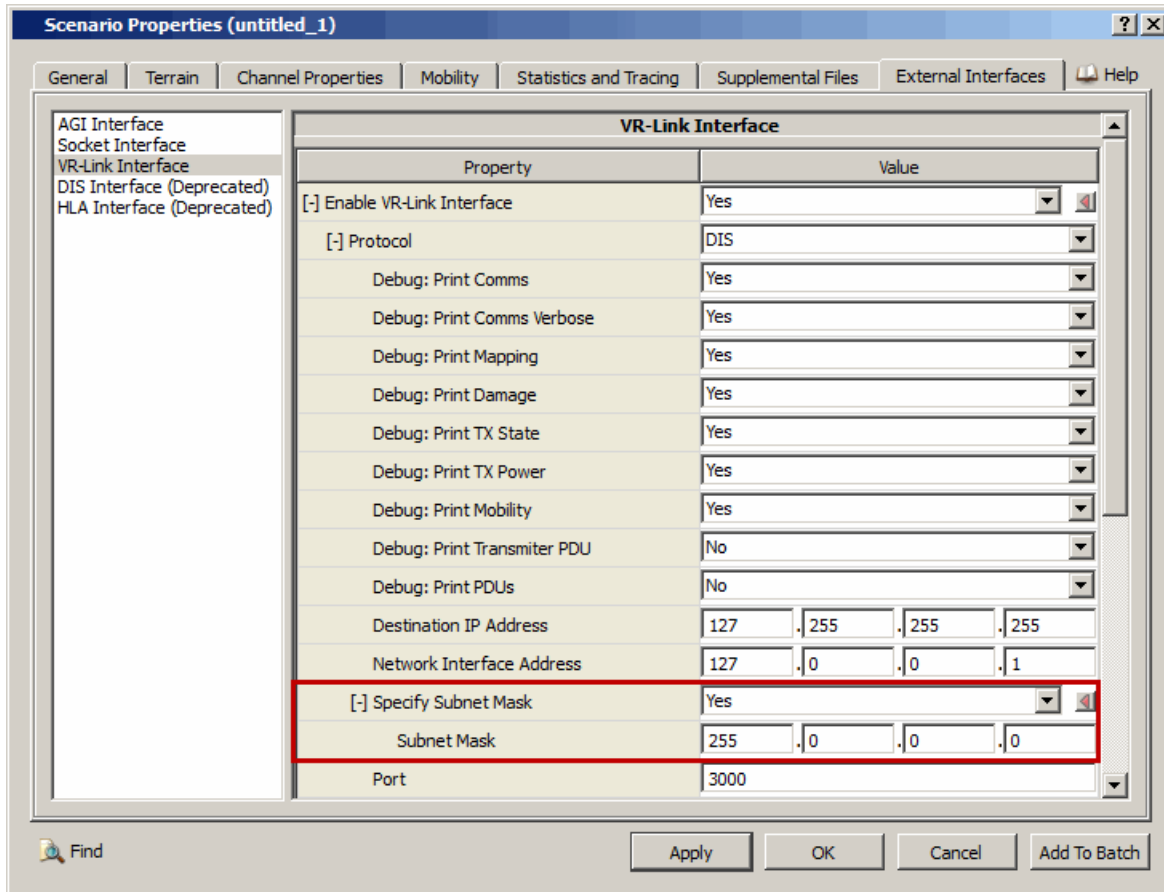 Scenario Properties (untitled_1)
General Terrain Channel Properties Mobility Statistics and Tracing Supplemental Files External Interfaces Help
AGI Interface
Socket Interface
VR-Link Interface
DIS Interface (Deprecated)
HLA Interface (Deprecated)
VR-Link Interface
Property Value
[-] Enable VR-Link Interface Yes
[-] Protocol DIS
Debug: Print Comms Yes
Debug: Print Comms Verbose Yes
Debug: Print Mapping Yes
Debug: Print Damage Yes
Debug: Print TX State Yes
Debug: Print TX Power Yes
Debug: Print Mobility Yes
Debug: Print Transmiter PDU No
Debug: Print PDUs No
Destination IP Address 127 .255 .255 .255
Network Interface Address 127 .0 .0 .1
[-] Specify Subnet Mask Yes
Subnet Mask 255 .0 .0 .0
Port 3000
Find Apply OK Cancel Add To Batch